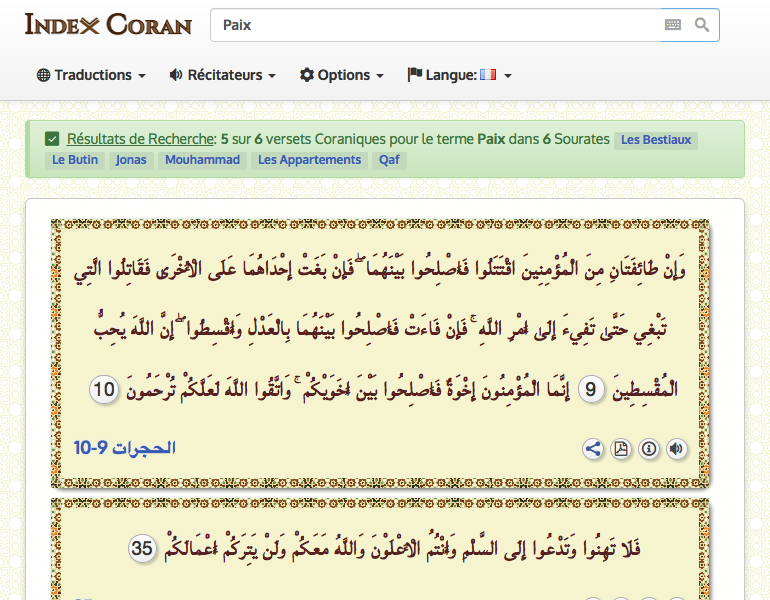 INDEX CORAN
Paix
Traductions Récitateurs Options Langue:
Résultats de Recherche: 5 sur 6 versets Coraniques pour le terme Paix dans 6 Sourates Les Bestiaux
Le Butin Jonas Mouhammad Les Appartements Qaf
وَإِنْ طَائِفَتَانِ مِنَ الْمُؤْمِنِينَ اقْتَتَلُوا فَأَصْلِحُوا بَيْنَهُمَا ۖ فَإِنْ بَغَتْ إِحْدَاهُمَا عَلَى الْأُخْرَى فَقَاتِلُوا الَّتِي
تَبْغِي حَتَّى تَفِيءَ إِلَى أَمْرِ اللَّهِ ۚ فَإِنْ فَاءَتْ فَأَصْلِحُوا بَيْنَهُمَا بِالْعَدْلِ وَأَقْسِطُوا ۖ إِنَّ اللَّهَ يُحِبُّ
الْمُقْسِطِينَ 9 إِنَّمَا الْمُؤْمِنُونَ إِخْوَةٌ فَأَصْلِحُوا بَيْنَ أَخَوَيْكُمْ ۚ وَاتَّقُوا اللَّهَ لَعَلَّكُمْ تُرْحَمُونَ 10
الحجرات 9-10
فَلَا تَهِنُوا وَتَدْعُوا إِلَى السَّلْمِ وَأَنْتُمُ الْأَعْلَوْنَ وَاللَّهُ مَعَكُمْ وَلَنْ يَتِرَكُمْ أَعْمَالَكُمْ 35